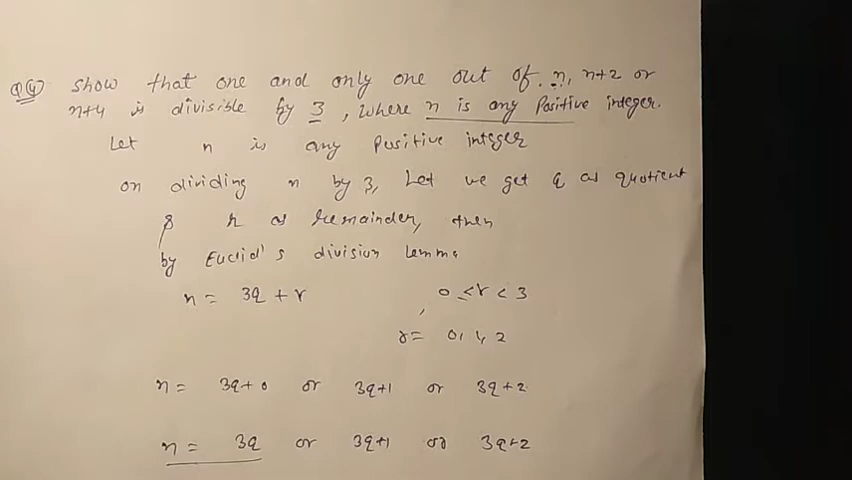 Q4) Show that one and only one out of n, n+2 or
n+4 is divisible by 3, where n is any Positive integer.
Let n is any Positive integer
on dividing n by 3, Let we get q as quotient
& r as remainder, then
by Euclid's division lemma
n = 3q + r , 0 ≤ r < 3
r = 0, 1, 2
n = 3q+0 or 3q+1 or 3q+2
n = 3q or 3q+1 or 3q+2